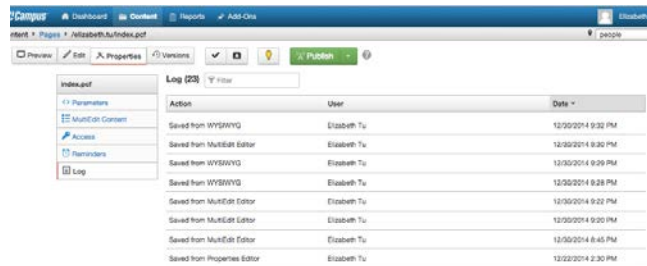 Campus Dashboard Content Reports Add-Ons Elizabeth
ntent Pages /elizabeth.tu/index.pcf people
Preview Edit Properties Versions Publish
index.pcf
Parameters
MultiEdit Content
Access
Reminders
Log
Log (23) Filter
Action User Date
Saved from WYSIWYG Elizabeth Tu 12/30/2014 9:32 PM
Saved from MultiEdit Editor Elizabeth Tu 12/30/2014 9:30 PM
Saved from WYSIWYG Elizabeth Tu 12/30/2014 9:29 PM
Saved from WYSIWYG Elizabeth Tu 12/30/2014 9:28 PM
Saved from MultiEdit Editor Elizabeth Tu 12/30/2014 9:22 PM
Saved from MultiEdit Editor Elizabeth Tu 12/30/2014 9:20 PM
Saved from MultiEdit Editor Elizabeth Tu 12/30/2014 8:45 PM
Saved from Properties Editor Elizabeth Tu 12/22/2014 2:30 PM